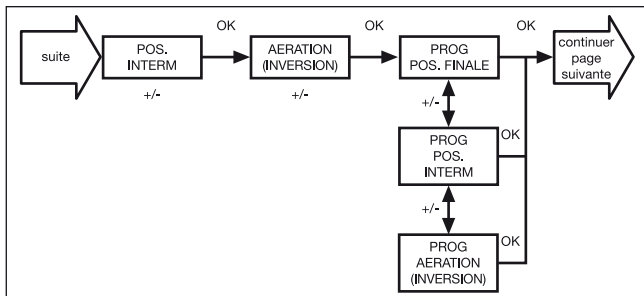 OK
OK
OK
suite
POS.
INTERM
AERATION
(INVERSION)
PROG
POS. FINALE
continuer
page
suivante
+/-
+/-
+/-
PROG
POS.
INTERM
OK
+/-
PROG
AERATION
(INVERSION)
OK